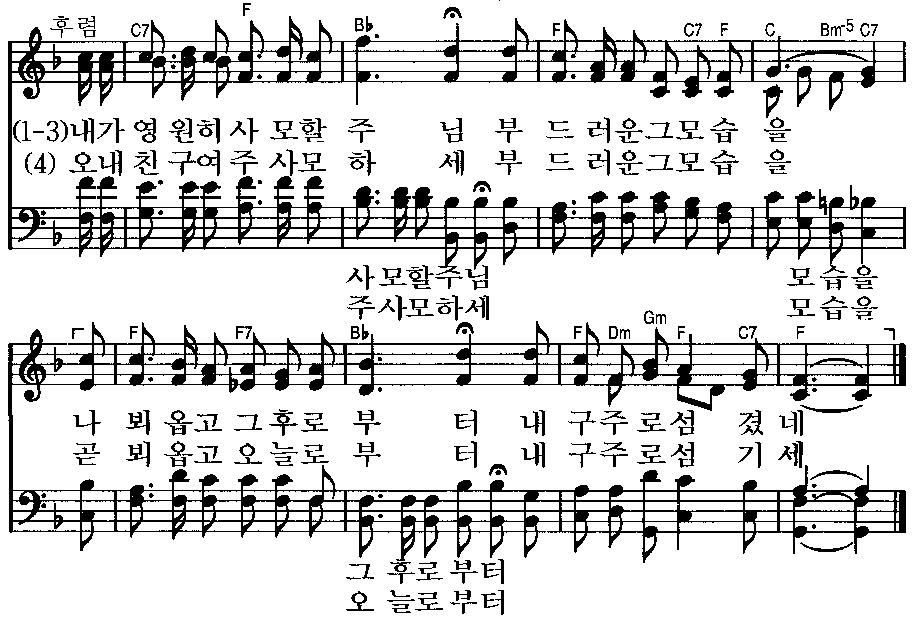 후렴 C7 F B♭ F C7 F C Bm-5 C7
(1-3)내가 영 원히 사 모할 주 님 부 드 러운그모 습 을
(4) 오내 친 구여 주 사모 하 세 부 드 러운그모 습 을
사 모할주님 모습을
주사모하세 모습을
F F7 B♭ F Dm Gm F C7 F
나 뵈 옵고 그후로 부 터 내 구주로섬 겼 네
곧 뵈 옵고 오늘로 부 터 내 구주로섬 기 세
그 후로부터
오 늘로부터